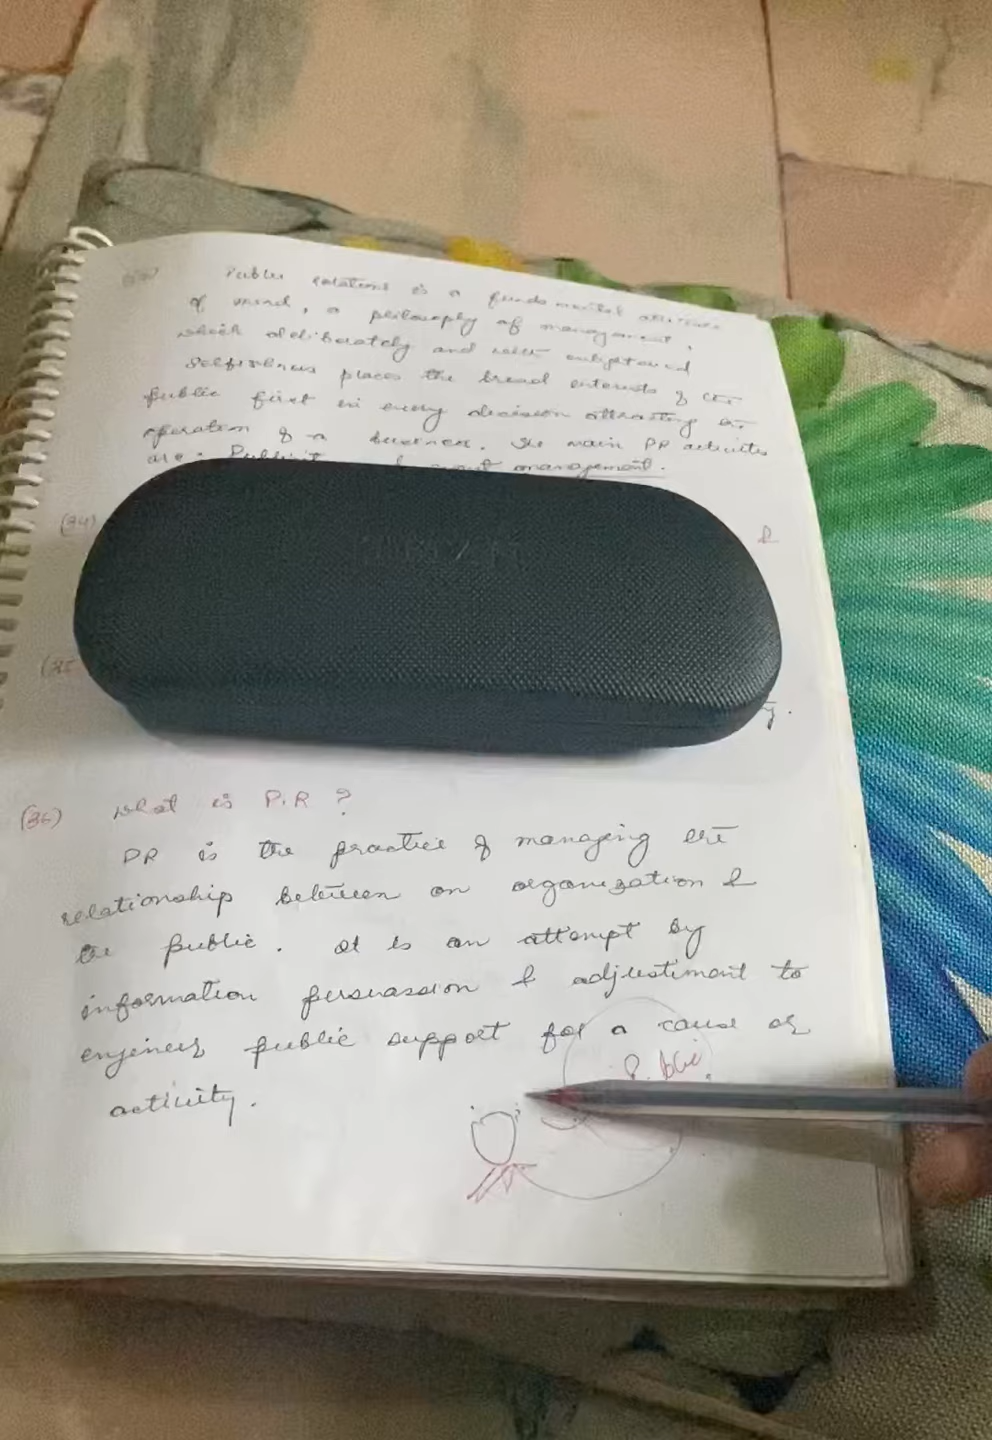 Public relations is a fundamental attitude
of mind, a philosophy of management,
which deliberately and with enlightened
selfishness places the broad interests of the
public first in every decision affecting
operation of a business. The main PR activities
are : management.
(34) &
(35
y.
(36) What is P.R ?
PR is the practice of managing the
relationship between an organization &
the public. It is an attempt by
information persuassion & adjustment to
engineer public support for a cause or
activity.